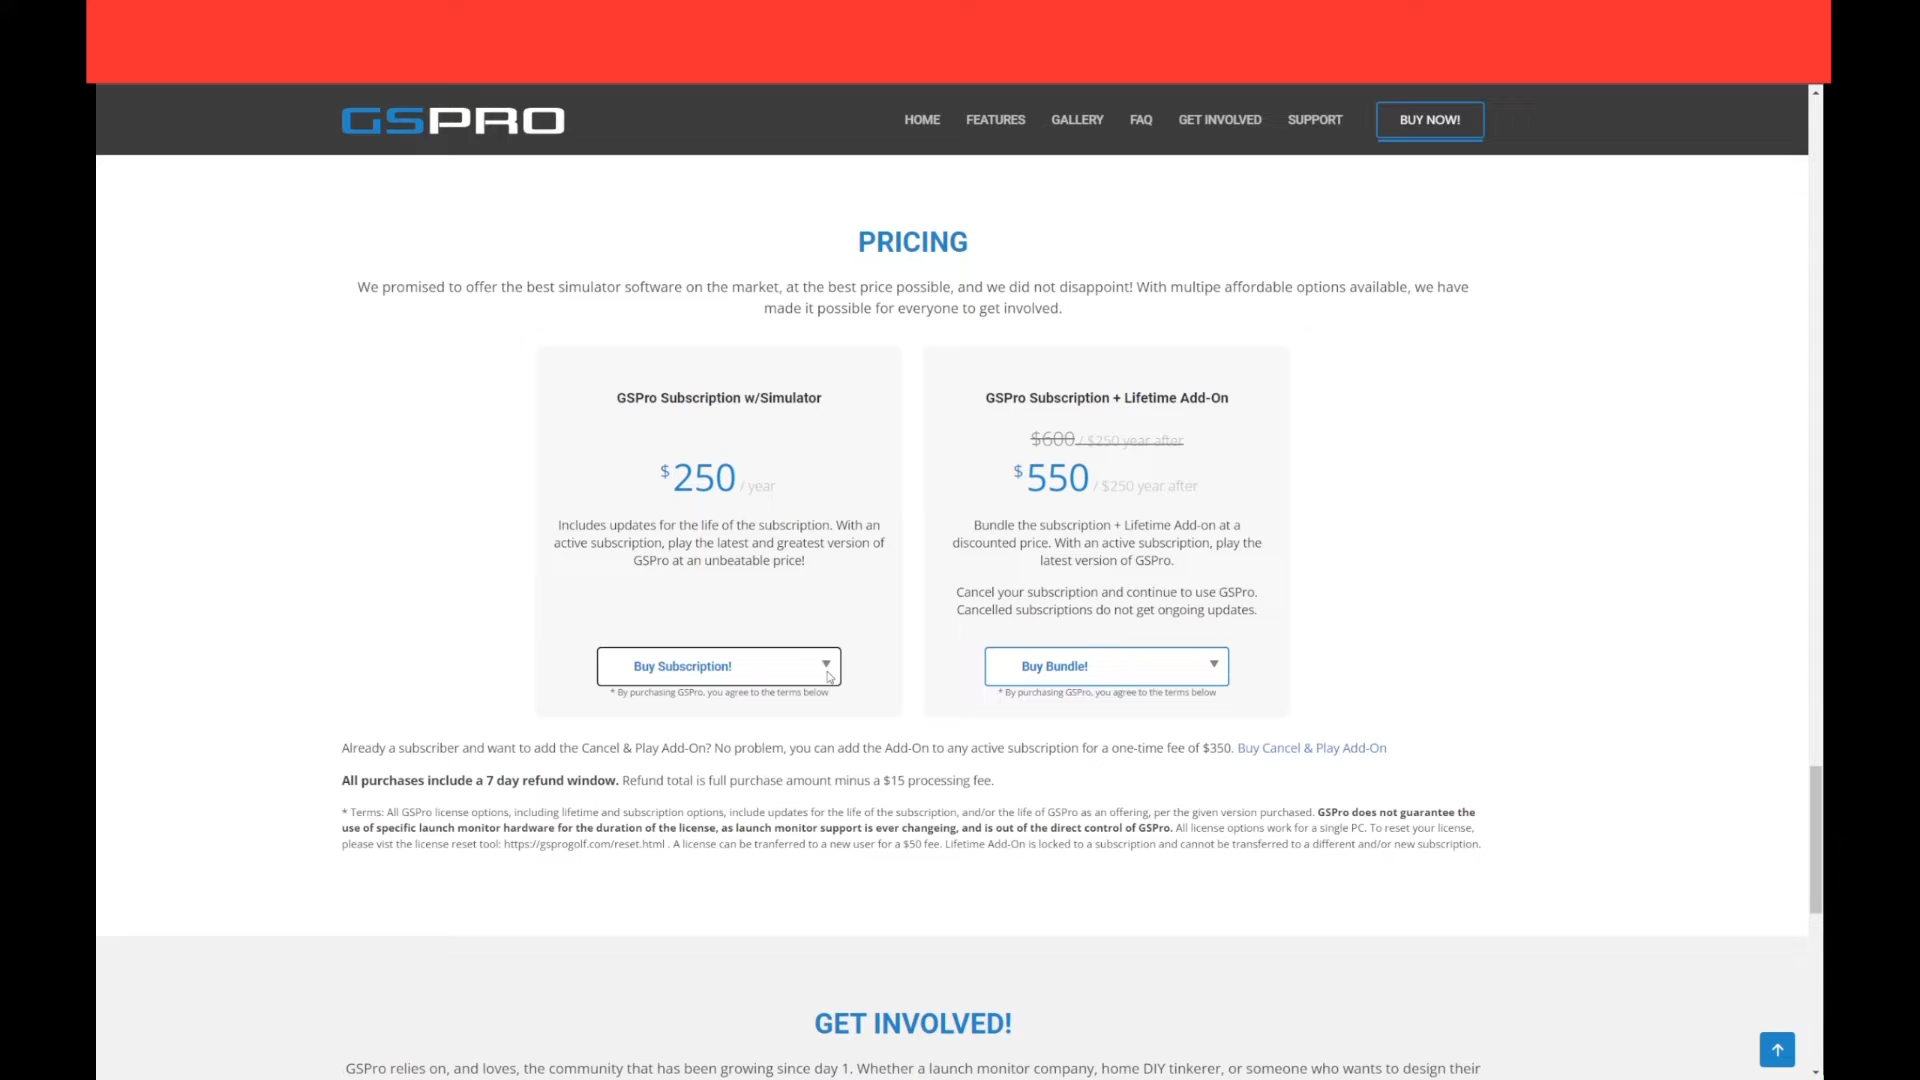 GSPRO
HOME FEATURES GALLERY FAQ GET INVOLVED SUPPORT BUY NOW!
PRICING
We promised to offer the best simulator software on the market, at the best price possible, and we did not disappoint! With multipe affordable options available, we have
made it possible for everyone to get involved.
GSPro Subscription w/Simulator
$250 / year
Includes updates for the life of the subscription. With an
active subscription, play the latest and greatest version of
GSPro at an unbeatable price!
Buy Subscription!
* By purchasing GSPro, you agree to the terms below
GSPro Subscription + Lifetime Add-On
$600 / $250 year after
$550 / $250 year after
Bundle the subscription + Lifetime Add-on at a
discounted price. With an active subscription, play the
latest version of GSPro.
Cancel your subscription and continue to use GSPro.
Cancelled subscriptions do not get ongoing updates.
Buy Bundle!
* By purchasing GSPro, you agree to the terms below
Already a subscriber and want to add the Cancel & Play Add-On? No problem, you can add the Add-On to any active subscription for a one-time fee of $350. Buy Cancel & Play Add-On
All purchases include a 7 day refund window. Refund total is full purchase amount minus a $15 processing fee.
* Terms: All GSPro license options, including lifetime and subscription options, include updates for the life of the subscription, and/or the life of GSPro as an offering, per the given version purchased. GSPro does not guarantee the
use of specific launch monitor hardware for the duration of the license, as launch monitor support is ever changeing, and is out of the direct control of GSPro. All license options work for a single PC. To reset your license,
please vist the license reset tool: https://gsprogolf.com/reset.html . A license can be tranferred to a new user for a $50 fee. Lifetime Add-On is locked to a subscription and cannot be transferred to a different and/or new subscription.
GET INVOLVED!
GSPro relies on, and loves, the community that has been growing since day 1. Whether a launch monitor company, home DIY tinkerer, or someone who wants to design their